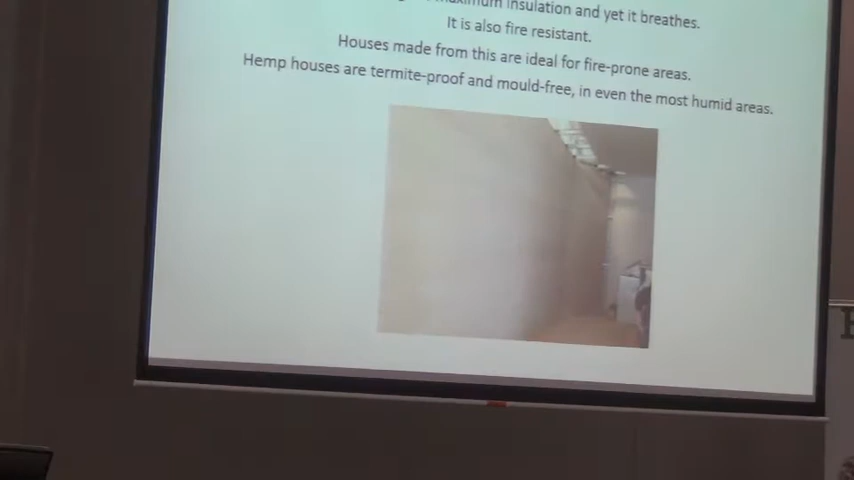 maximum insulation and yet it breathes.
It is also fire resistant.
Houses made from this are ideal for fire-prone areas.
Hemp houses are termite-proof and mould-free, in even the most humid areas.